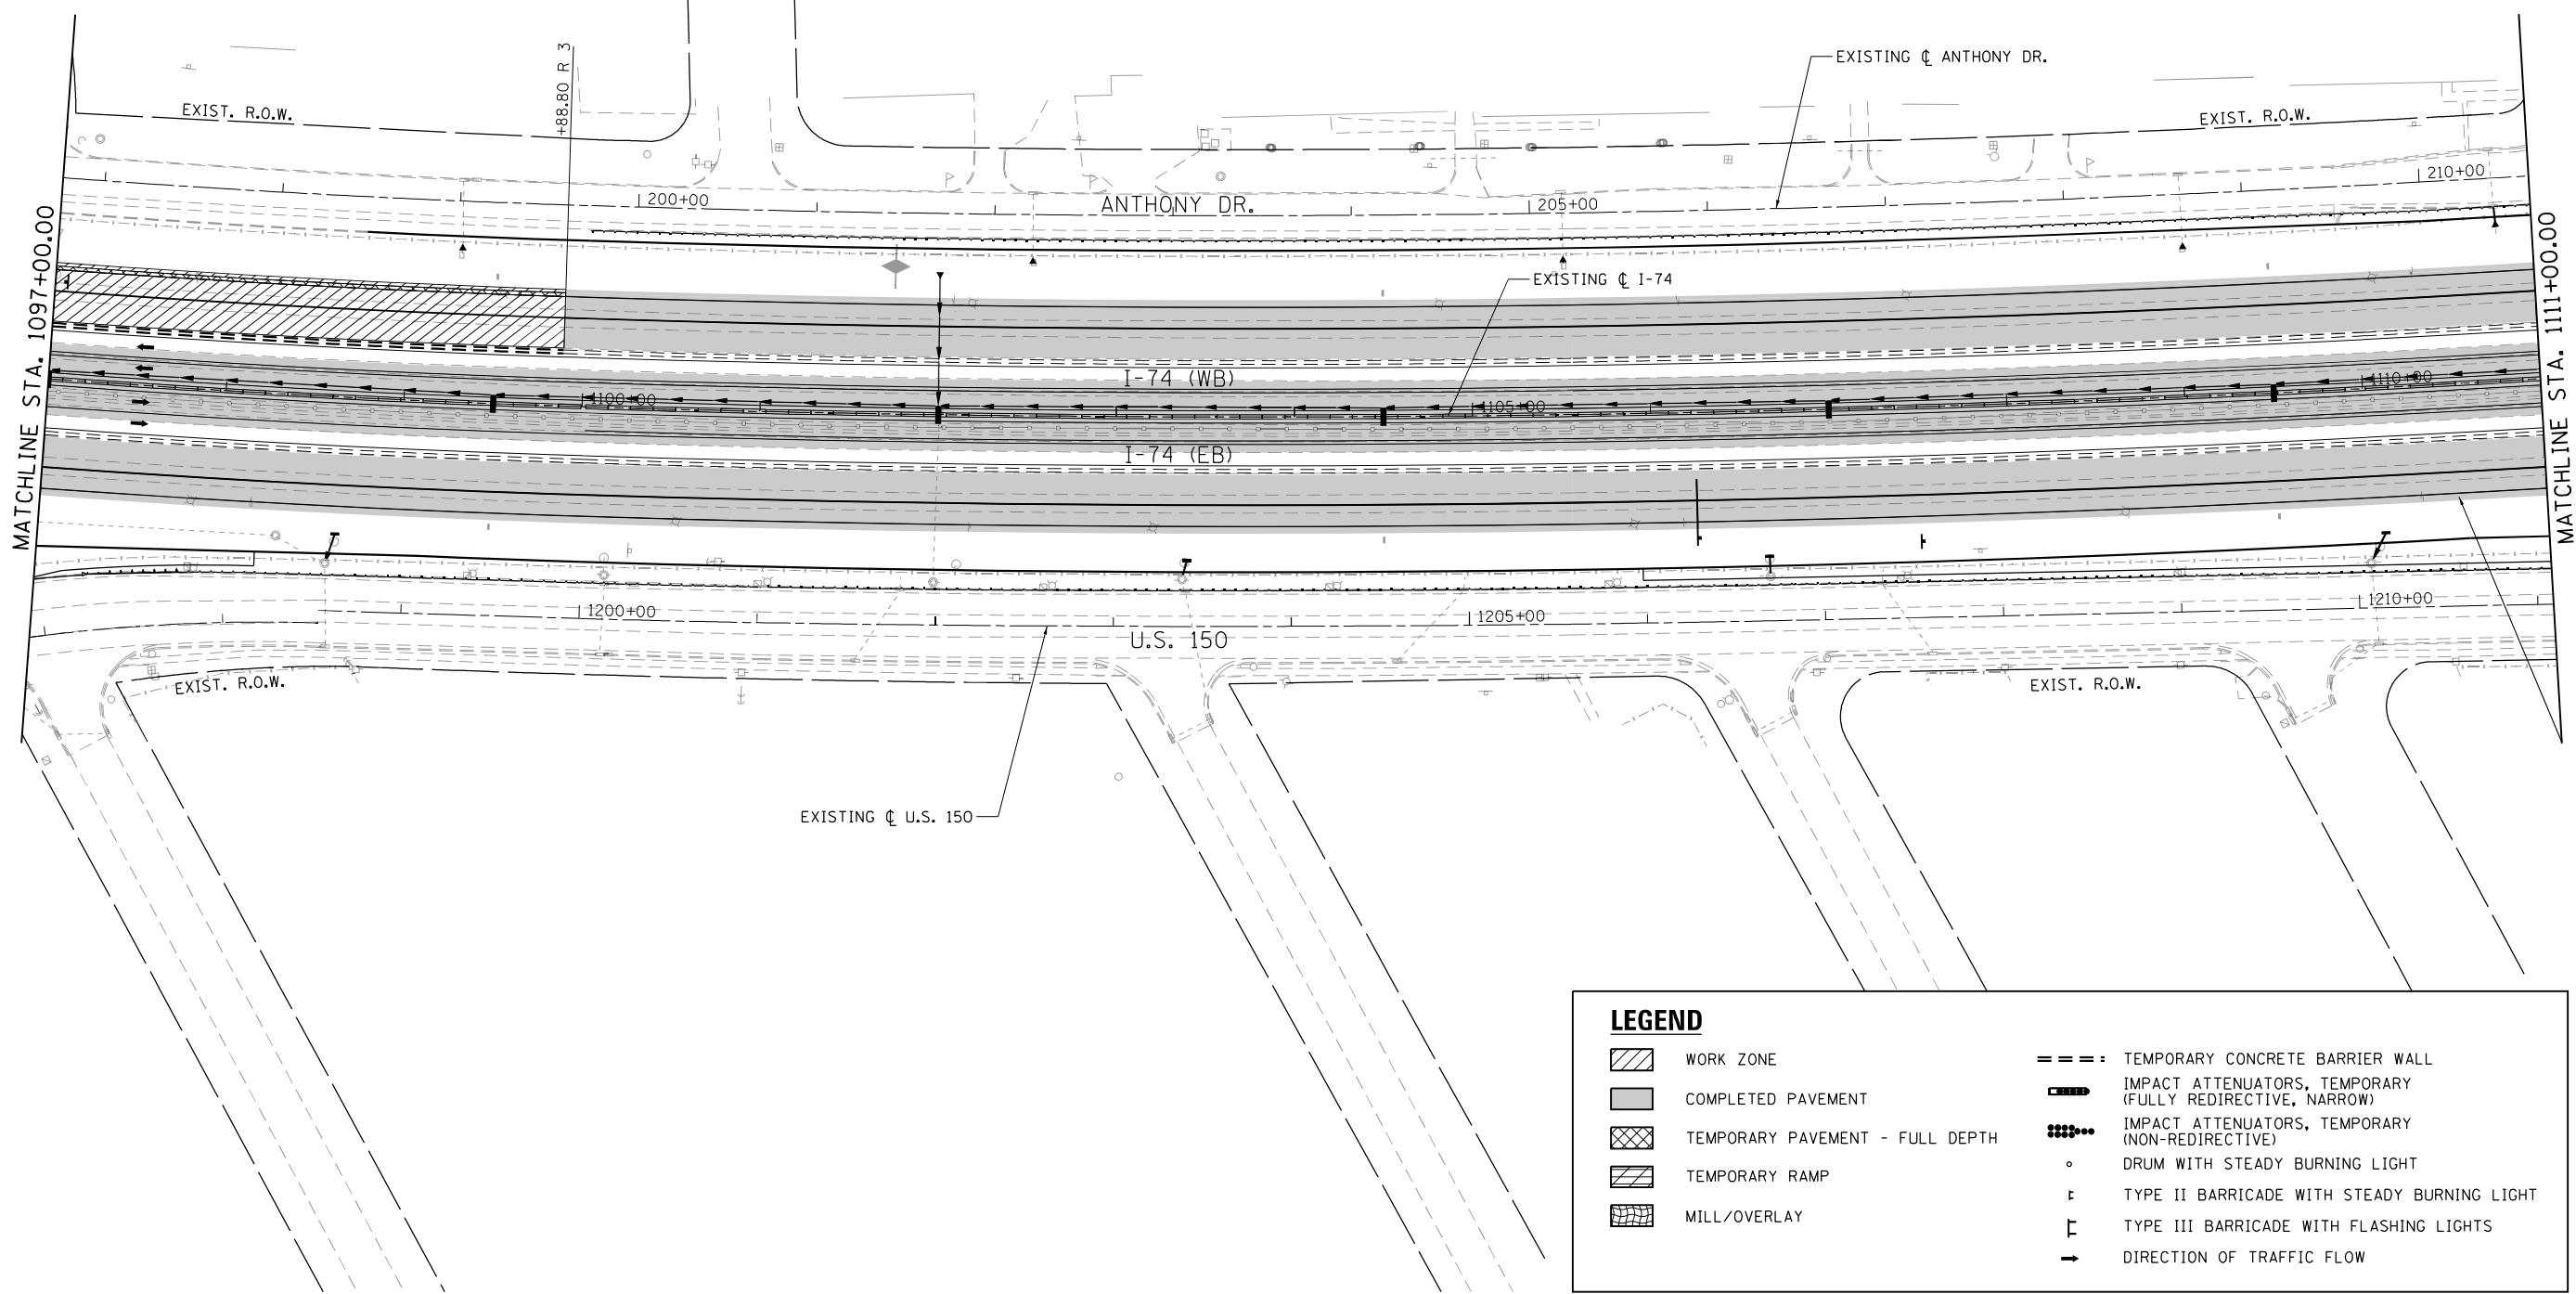 EXISTING ℄ ANTHONY DR.
+88.80 R 3
EXIST. R.O.W.
EXIST. R.O.W.
200+00
ANTHONY DR.
205+00
210+00
MATCHLINE STA. 1097+00.00
MATCHLINE STA. 1111+00.00
EXISTING ℄ I-74
I-74 (WB)
1100+00
1105+00
1110+00
I-74 (EB)
1200+00
1205+00
1210+00
U.S. 150
EXIST. R.O.W.
EXIST. R.O.W.
EXISTING ℄ U.S. 150
LEGEND
WORK ZONE
COMPLETED PAVEMENT
TEMPORARY PAVEMENT - FULL DEPTH
TEMPORARY RAMP
MILL/OVERLAY
TEMPORARY CONCRETE BARRIER WALL
IMPACT ATTENUATORS, TEMPORARY
(FULLY REDIRECTIVE, NARROW)
IMPACT ATTENUATORS, TEMPORARY
(NON-REDIRECTIVE)
DRUM WITH STEADY BURNING LIGHT
TYPE II BARRICADE WITH STEADY BURNING LIGHT
TYPE III BARRICADE WITH FLASHING LIGHTS
DIRECTION OF TRAFFIC FLOW